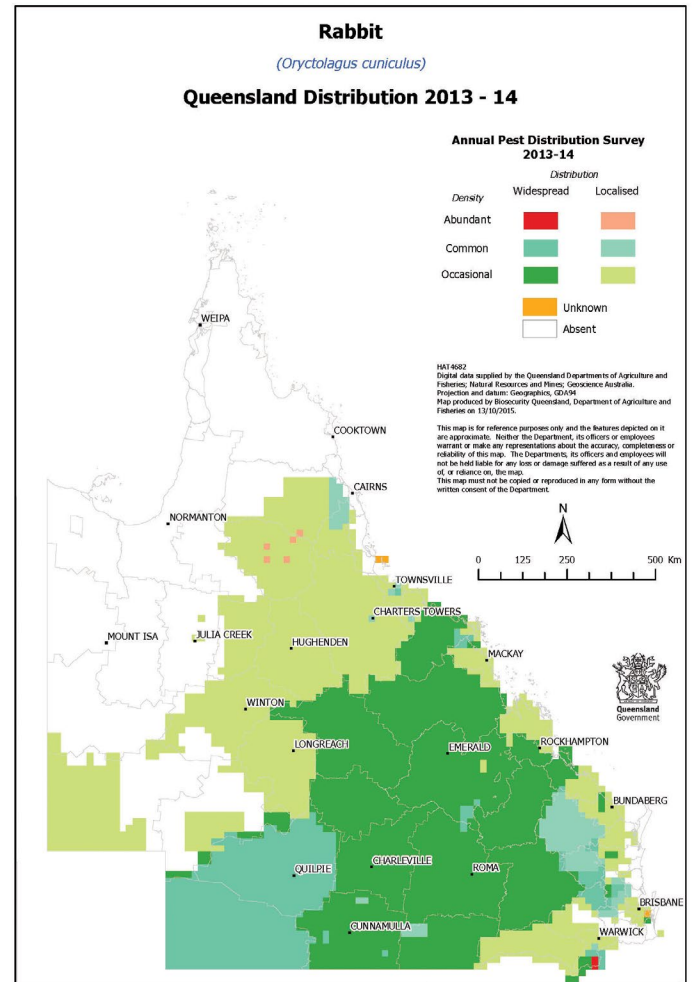 Rabbit
(Oryctolagus cuniculus)
Queensland Distribution 2013 - 14
Annual Pest Distribution Survey
2013-14
Distribution
Density Widespread Localised
Abundant
Common
Occasional
Unknown
Absent
HAT4682
Digital data supplied by the Queensland Departments of Agriculture and
Fisheries; Natural Resources and Mines; Geoscience Australia.
Projection and datum: Geographics, GDA94
Map produced by Biosecurity Queensland, Department of Agriculture and
Fisheries on 13/10/2015.
This map is for reference purposes only and the features depicted on it
are approximate. Neither the Department, its officers or employees
warrant or make any representations about the accuracy, completeness or
reliability of this map. The Departments, its officers and employees will
not be held liable for any loss or damage suffered as a result of any use
of, or reliance on, the map.
This map must not be copied or reproduced in any form without the
written consent of the Department.
N
0 125 250 500 Km
WEIPA
COOKTOWN
CAIRNS
NORMANTON
TOWNSVILLE
CHARTERS TOWERS
MOUNT ISA
JULIA CREEK
HUGHENDEN
MACKAY
WINTON
LONGREACH
EMERALD
ROCKHAMPTON
BUNDABERG
QUILPIE
CHARLEVILLE
ROMA
BRISBANE
CUNNAMULLA
WARWICK
Queensland
Government